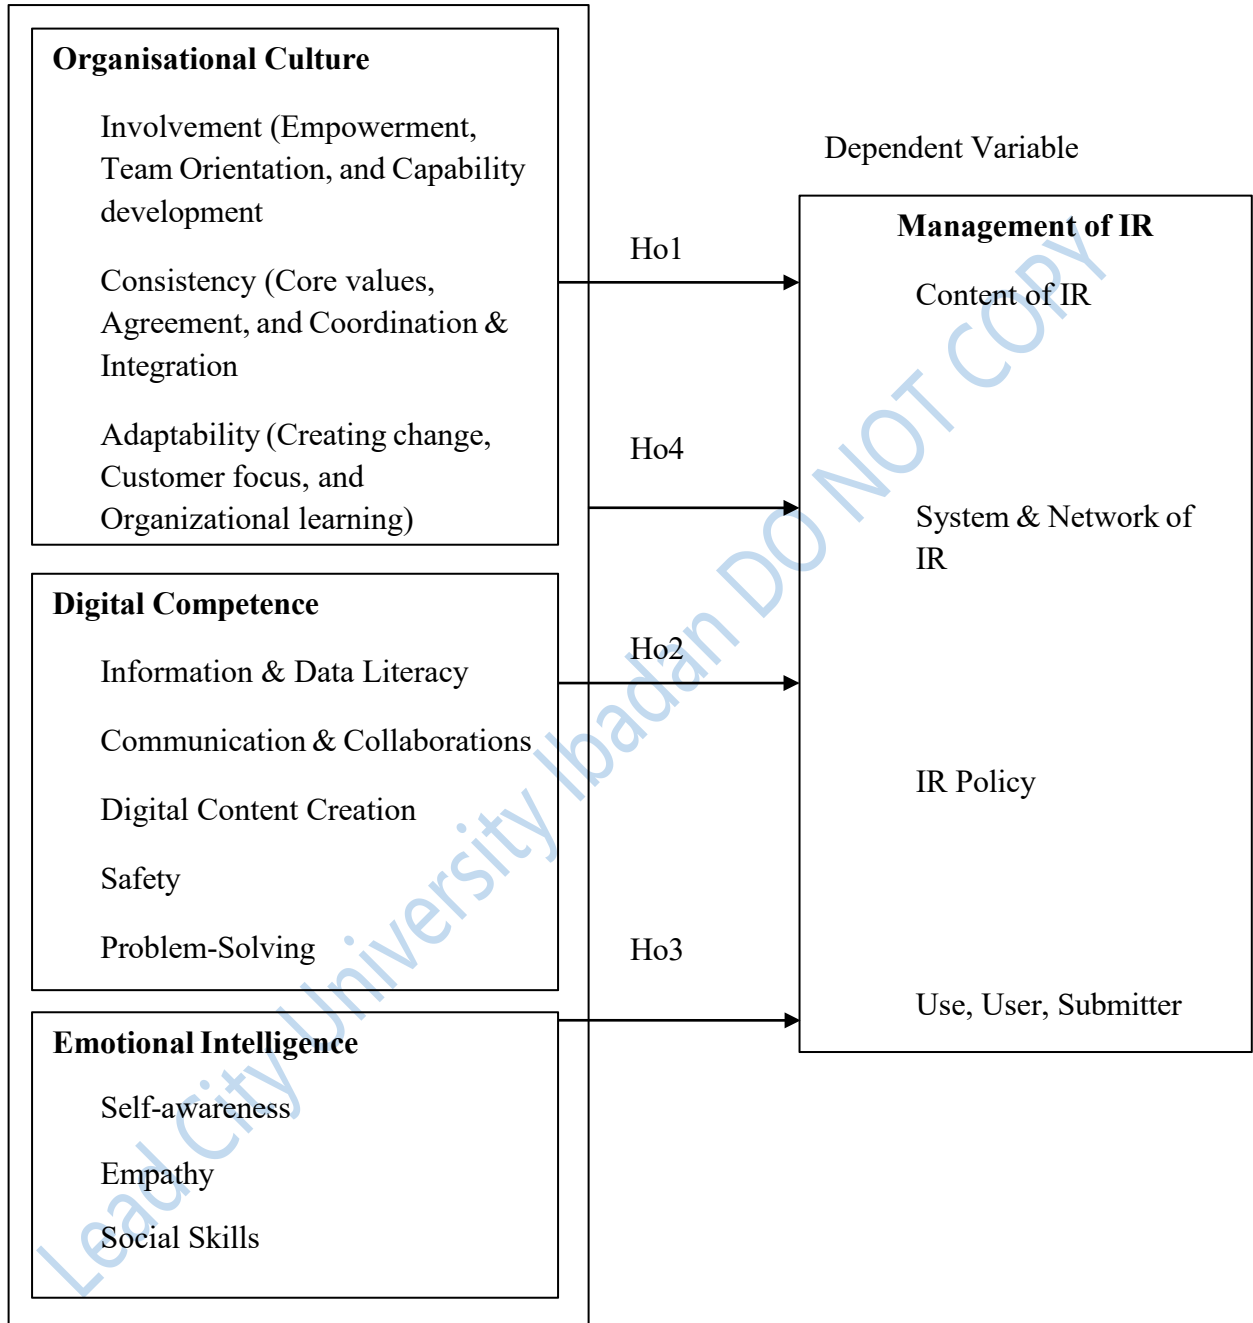 Organisational Culture
Involvement (Empowerment,
Team Orientation, and Capability
development
Consistency (Core values,
Agreement, and Coordination &
Integration
Adaptability (Creating change,
Customer focus, and
Organizational learning)
Digital Competence
Information & Data Literacy
Communication & Collaborations
Digital Content Creation
Safety
Problem-Solving
Emotional Intelligence
Self-awareness
Empathy
Social Skills
Ho1
Ho4
Ho2
Ho3
Dependent Variable
Management of IR
Content of IR
System & Network of
IR
IR Policy
Use, User, Submitter
Lead City University Ibadan DO NOT COPY